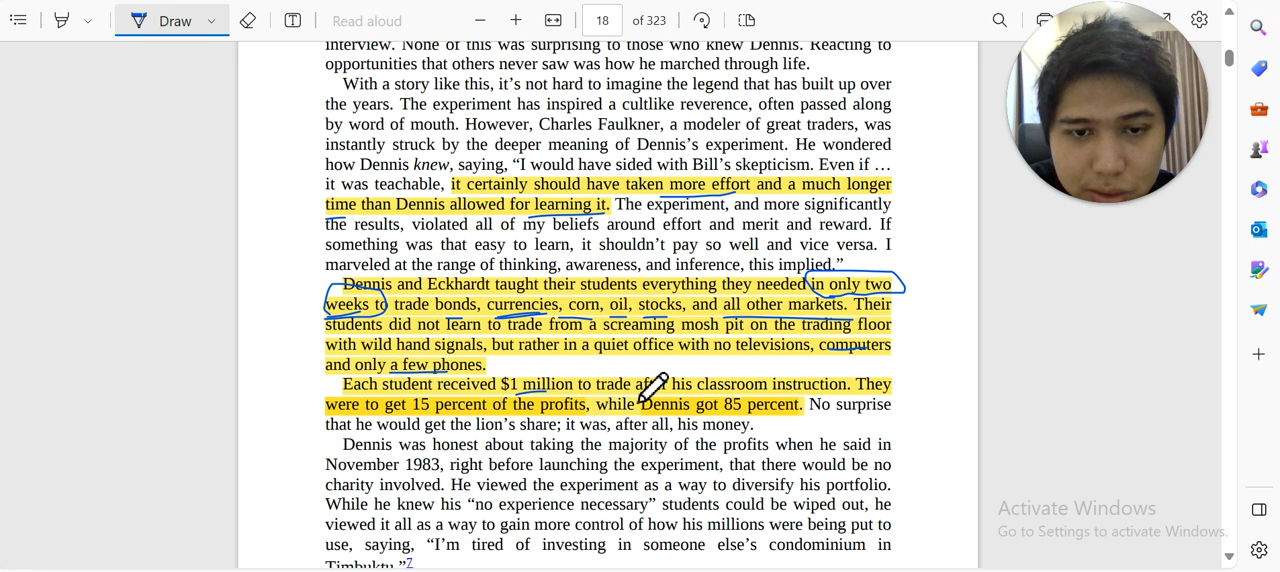 Draw
Read aloud
18 of 323
interview. None of this was surprising to those who knew Dennis. Reacting to
opportunities that others never saw was how he marched through life.
With a story like this, it’s not hard to imagine the legend that has built up over
the years. The experiment has inspired a cultlike reverence, often passed along
by word of mouth. However, Charles Faulkner, a modeler of great traders, was
instantly struck by the deeper meaning of Dennis’s experiment. He wondered
how Dennis knew, saying, “I would have sided with Bill’s skepticism. Even if …
it was teachable, it certainly should have taken more effort and a much longer
time than Dennis allowed for learning it. The experiment, and more significantly
the results, violated all of my beliefs around effort and merit and reward. If
something was that easy to learn, it shouldn’t pay so well and vice versa. I
marveled at the range of thinking, awareness, and inference, this implied.”
Dennis and Eckhardt taught their students everything they needed in only two
weeks to trade bonds, currencies, corn, oil, stocks, and all other markets. Their
students did not learn to trade from a screaming mosh pit on the trading floor
with wild hand signals, but rather in a quiet office with no televisions, computers
and only a few phones.
Each student received $1 million to trade after his classroom instruction. They
were to get 15 percent of the profits, while Dennis got 85 percent. No surprise
that he would get the lion’s share; it was, after all, his money.
Dennis was honest about taking the majority of the profits when he said in
November 1983, right before launching the experiment, that there would be no
charity involved. He viewed the experiment as a way to diversify his portfolio.
While he knew his “no experience necessary” students could be wiped out, he
viewed it all as a way to gain more control of how his millions were being put to
use, saying, “I’m tired of investing in someone else’s condominium in
Timbuktu.”7
Activate Windows
Go to Settings to activate Windows.